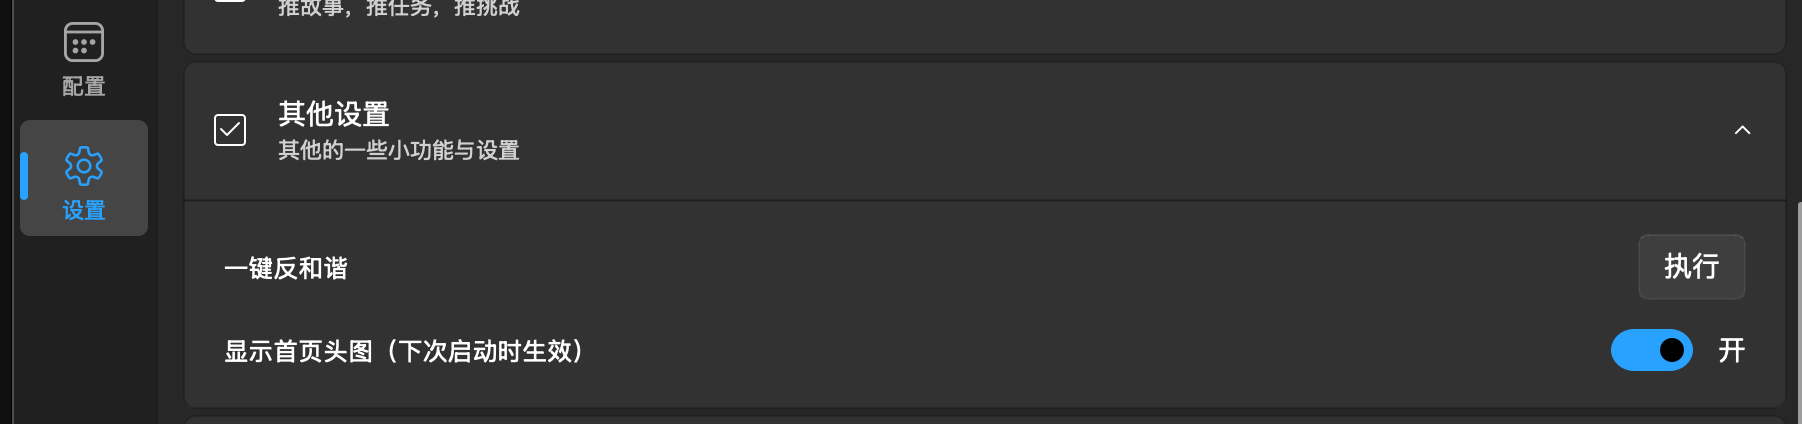 推故事，推任务，推挑战
配置
其他设置
其他的一些小功能与设置
设置
一键反和谐
执行
显示首页头图（下次启动时生效）
开